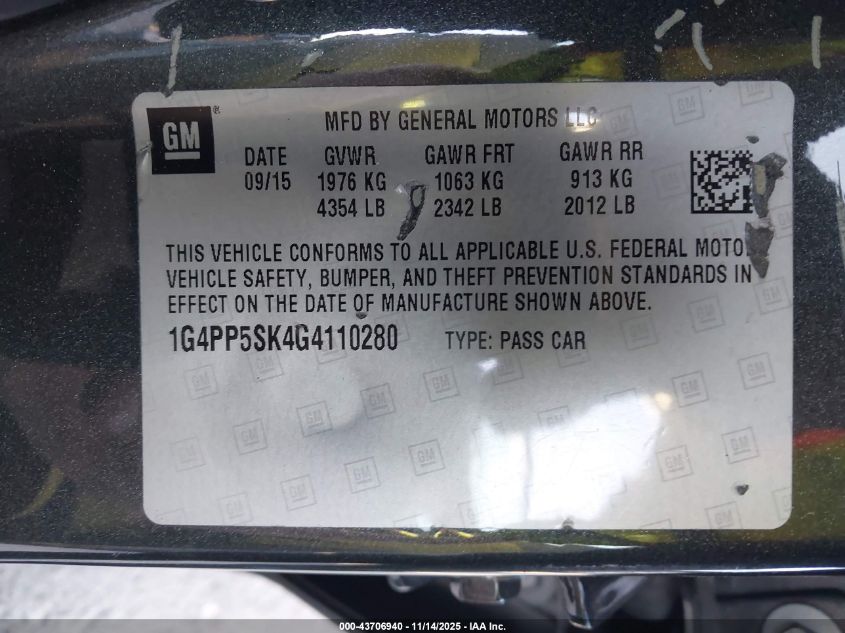 GM ®
MFD BY GENERAL MOTORS LLC
DATE GVWR GAWR FRT GAWR RR
09/15 1976 KG 1063 KG 913 KG
4354 LB 2342 LB 2012 LB
THIS VEHICLE CONFORMS TO ALL APPLICABLE U.S. FEDERAL MOTOR
VEHICLE SAFETY, BUMPER, AND THEFT PREVENTION STANDARDS IN
EFFECT ON THE DATE OF MANUFACTURE SHOWN ABOVE.
1G4PP5SK4G4110280 TYPE: PASS CAR
000-43706940 - 11/14/2025 - IAA Inc.